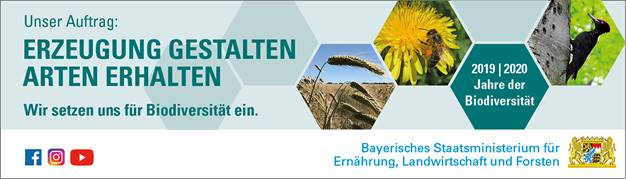 Unser Auftrag:
ERZEUGUNG GESTALTEN
ARTEN ERHALTEN
Wir setzen uns für Biodiversität ein.
2019 | 2020
Jahre der
Biodiversität
Bayerisches Staatsministerium für
Ernährung, Landwirtschaft und Forsten